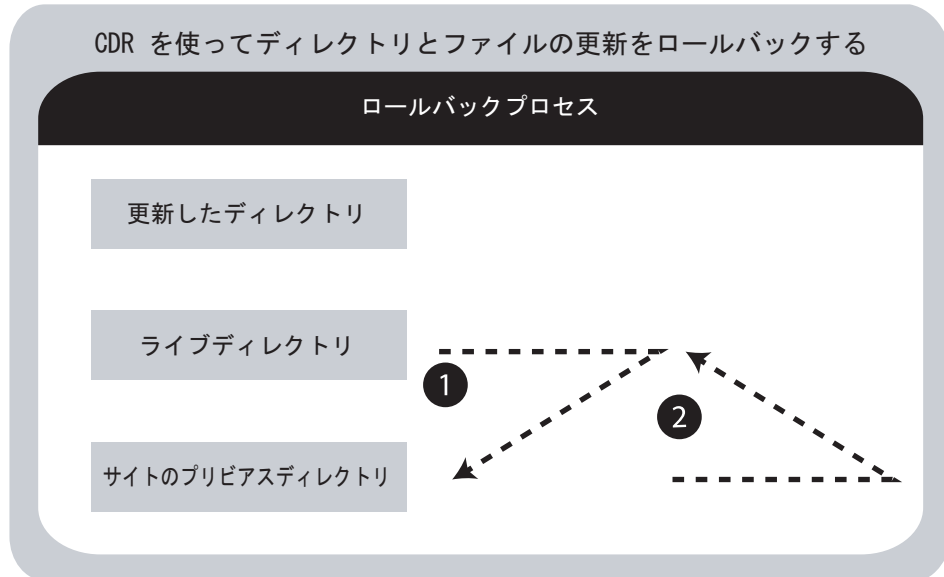 CDR を使ってディレクトリとファイルの更新をロールバックする
ロールバックプロセス
更新したディレクトリ
ライブディレクトリ
1
2
サイトのプリビアスディレクトリ